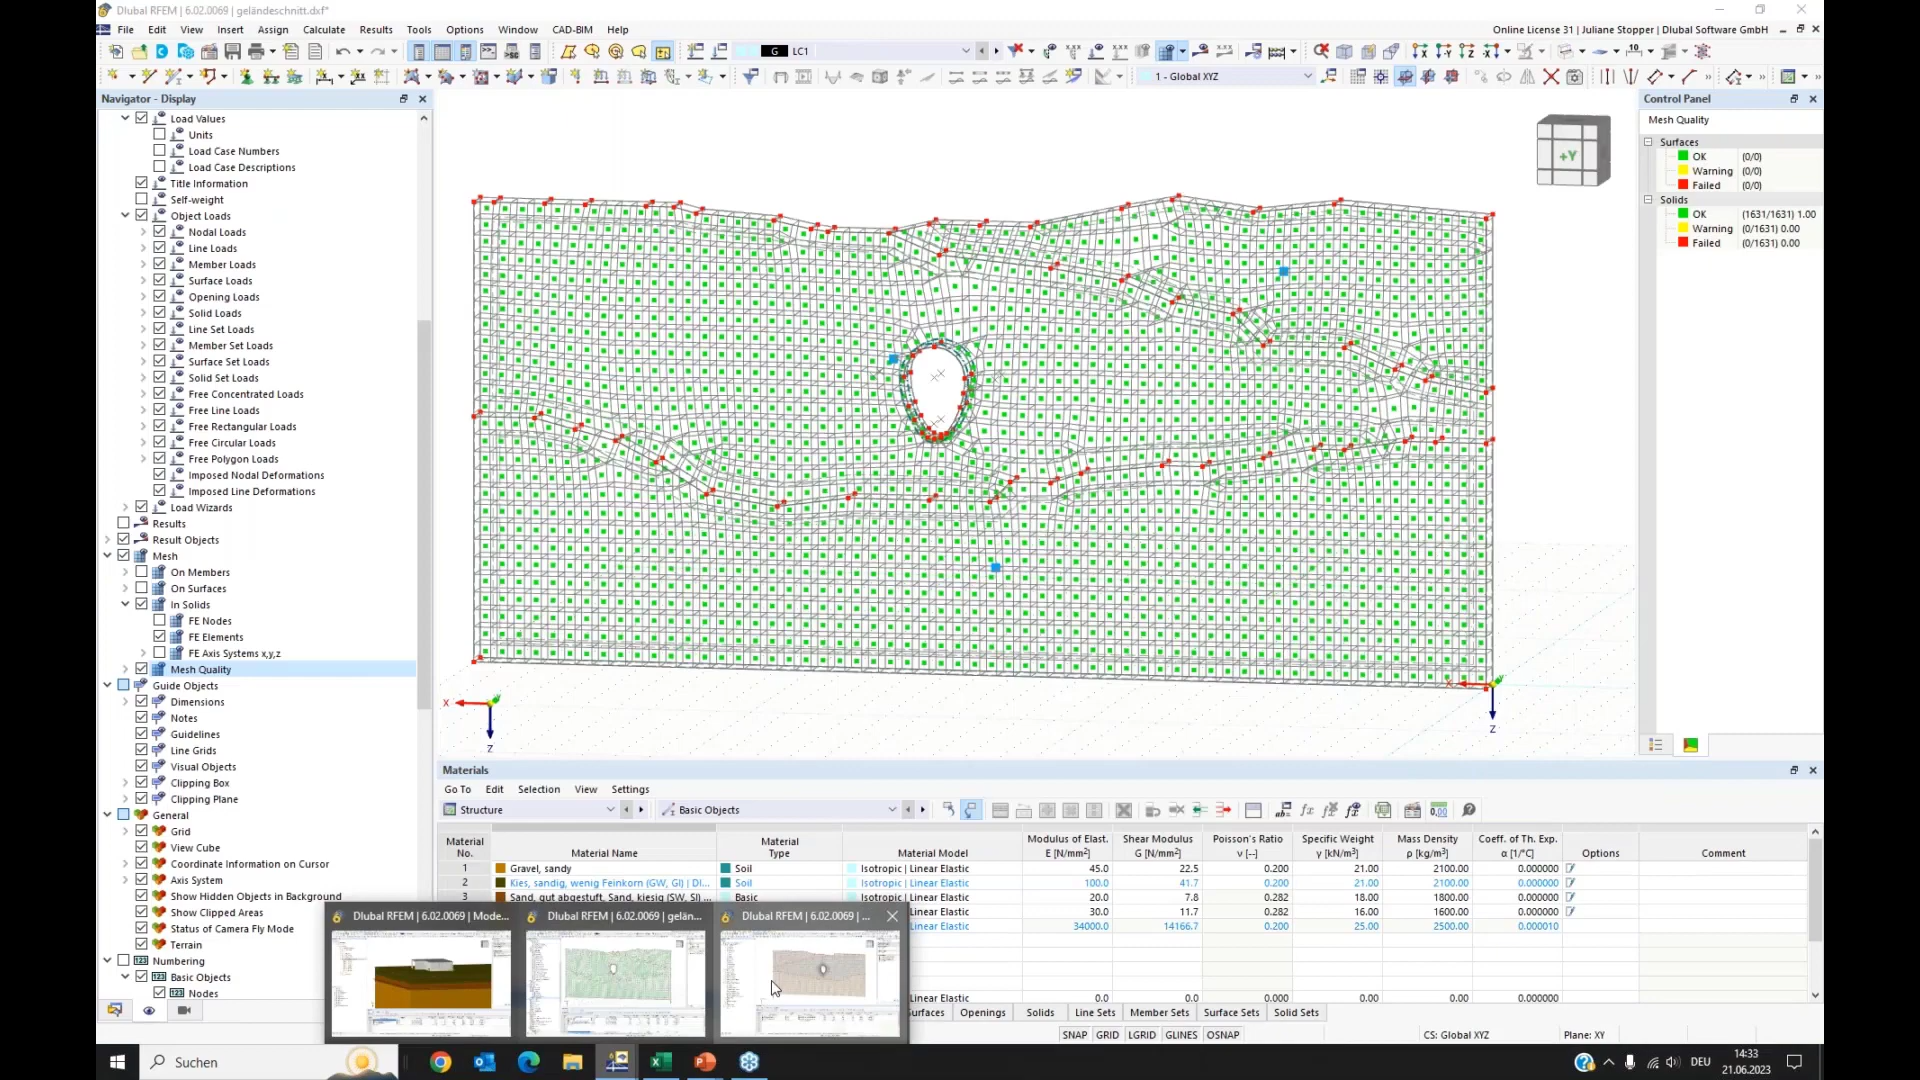 Dlubal RFEM | 6.02.0069 | geländeschnitt.dxf*
File Edit View Insert Assign Calculate Results Tools Options Window CAD-BIM Help
Online License 31 | Juliane Stopper | Dlubal Software GmbH
G LC1
1 - Global XYZ
Navigator - Display
Load Values
Units
Load Case Numbers
Load Case Descriptions
Title Information
Self-weight
Object Loads
Nodal Loads
Line Loads
Member Loads
Surface Loads
Opening Loads
Solid Loads
Line Set Loads
Member Set Loads
Surface Set Loads
Solid Set Loads
Free Concentrated Loads
Free Line Loads
Free Rectangular Loads
Free Circular Loads
Free Polygon Loads
Imposed Nodal Deformations
Imposed Line Deformations
Load Wizards
Results
Result Objects
Mesh
On Members
On Surfaces
In Solids
FE Nodes
FE Elements
FE Axis Systems x,y,z
Mesh Quality
Guide Objects
Dimensions
Notes
Guidelines
Line Grids
Visual Objects
Clipping Box
Clipping Plane
General
Grid
View Cube
Coordinate Information on Cursor
Axis System
Show Hidden Objects in Background
Show Clipped Areas
Status of Camera Fly Mode
Terrain
Numbering
Basic Objects
Nodes
+Y
X
Z
X
Z
Control Panel
Mesh Quality
Surfaces
OK (0/0)
Warning (0/0)
Failed (0/0)
Solids
OK (1631/1631) 1.00
Warning (0/1631) 0.00
Failed (0/1631) 0.00
Materials
Go To Edit Selection View Settings
Structure Basic Objects
Material No. Material Name Material Type Material Model Modulus of Elast. E [N/mm²] Shear Modulus G [N/mm²] Poisson's Ratio ν [--] Specific Weight γ [kN/m³] Mass Density ρ [kg/m³] Coeff. of Th. Exp. α [1/°C] Options Comment
1 Gravel, sandy Soil Isotropic | Linear Elastic 45.0 22.5 0.200 21.00 2100.00 0.000000
2 Kies, sandig, wenig Feinkorn (GW, GI) | DI... Soil Isotropic | Linear Elastic 100.0 41.7 0.200 21.00 2100.00 0.000000
3 Sand, gut abgestuft, Sand, kiesig (SW, SI) ... Basic Isotropic | Linear Elastic 20.0 7.8 0.282 18.00 1800.00 0.000000
Linear Elastic 30.0 11.7 0.282 16.00 1600.00 0.000000
Linear Elastic 34000.0 14166.7 0.200 25.00 2500.00 0.000010
Linear Elastic 0.0 0.0 0.000 0.00 0.00 0.000000
Surfaces Openings Solids Line Sets Member Sets Surface Sets Solid Sets
SNAP GRID LGRID GLINES OSNAP CS: Global XYZ Plane: XY
Dlubal RFEM | 6.02.0069 | Mode...
Dlubal RFEM | 6.02.0069 | gelän...
Dlubal RFEM | 6.02.0069 | ...
Suchen
DEU
14:33
21.06.2023